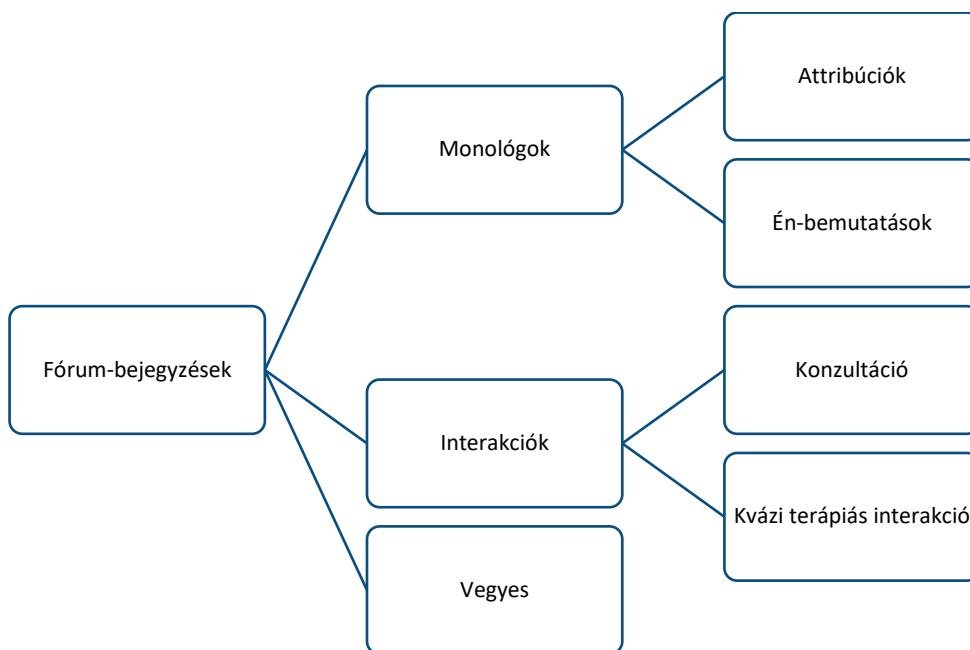 Fórum-bejegyzések
Monológok
Attribúciók
Én-bemutatások
Interakciók
Konzultáció
Kvázi terápiás interakció
Vegyes